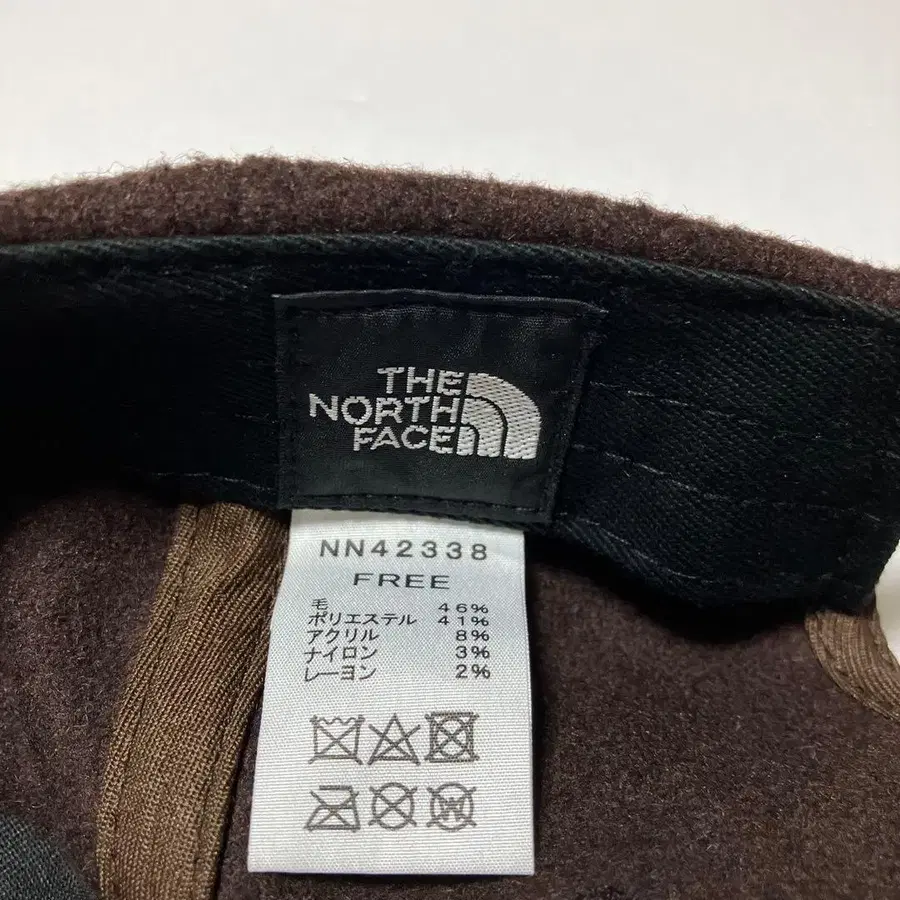 THE
NORTH
FACE
NN42338
FREE
毛 46%
ポリエステル 41%
アクリル 8%
ナイロン 3%
レーヨン 2%
W